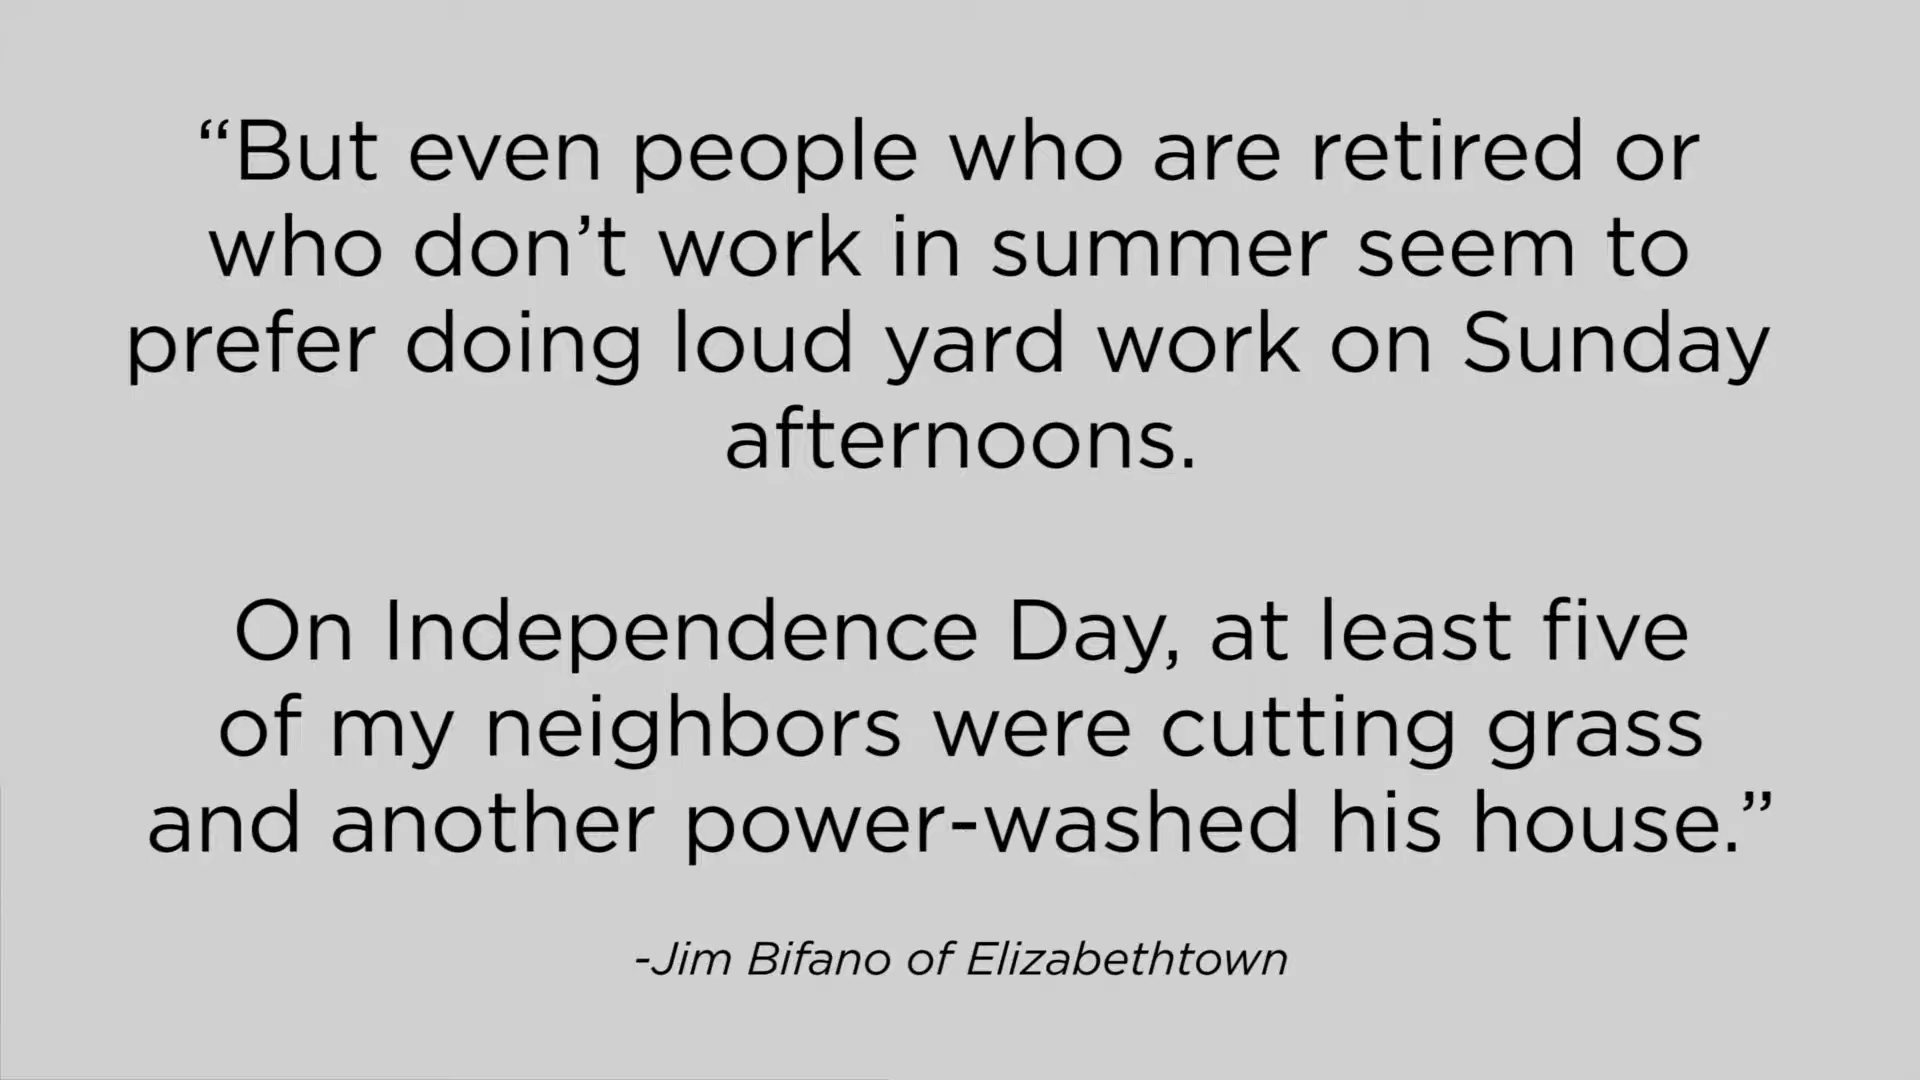 “But even people who are retired or
who don’t work in summer seem to
prefer doing loud yard work on Sunday
afternoons.
On Independence Day, at least five
of my neighbors were cutting grass
and another power-washed his house.”
-Jim Bifano of Elizabethtown